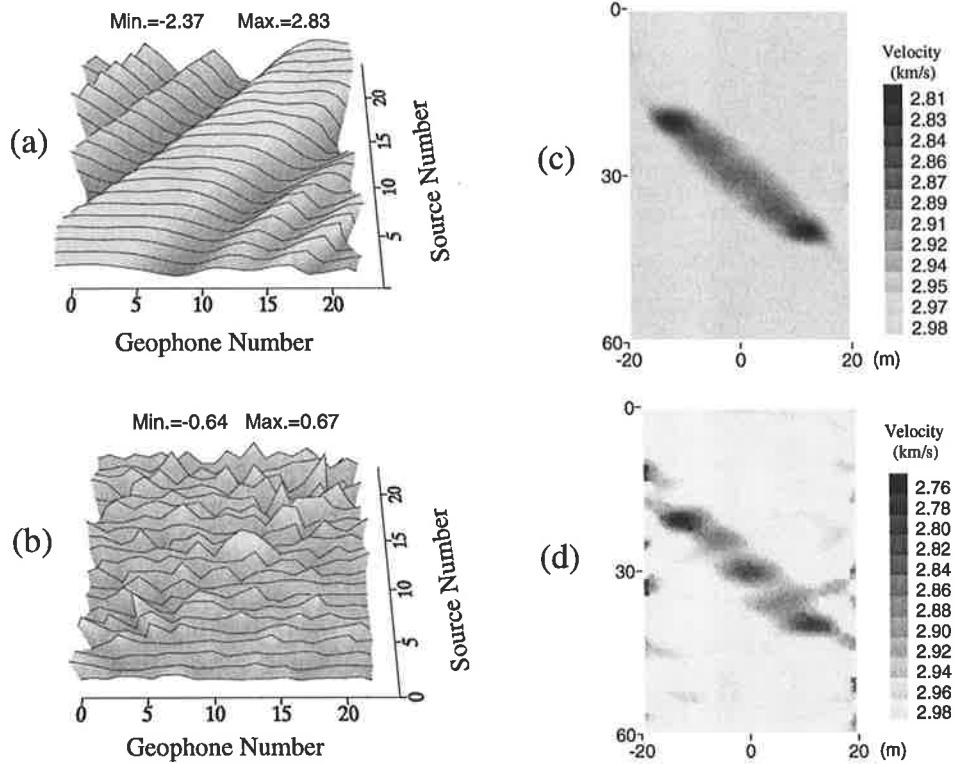 Min.=-2.37 Max.=2.83
(a)
20
15
10
5
Source Number
0 5 10 15 20
Geophone Number
(c)
0
30
60
-20 0 20 (m)
Velocity
(km/s)
2.81
2.83
2.84
2.86
2.87
2.89
2.91
2.92
2.94
2.95
2.97
2.98
Min.=-0.64 Max.=0.67
(b)
20
15
10
5
0
Source Number
0 5 10 15 20
Geophone Number
(d)
0
30
60
-20 0 20 (m)
Velocity
(km/s)
2.76
2.78
2.80
2.82
2.84
2.86
2.88
2.90
2.92
2.94
2.96
2.98